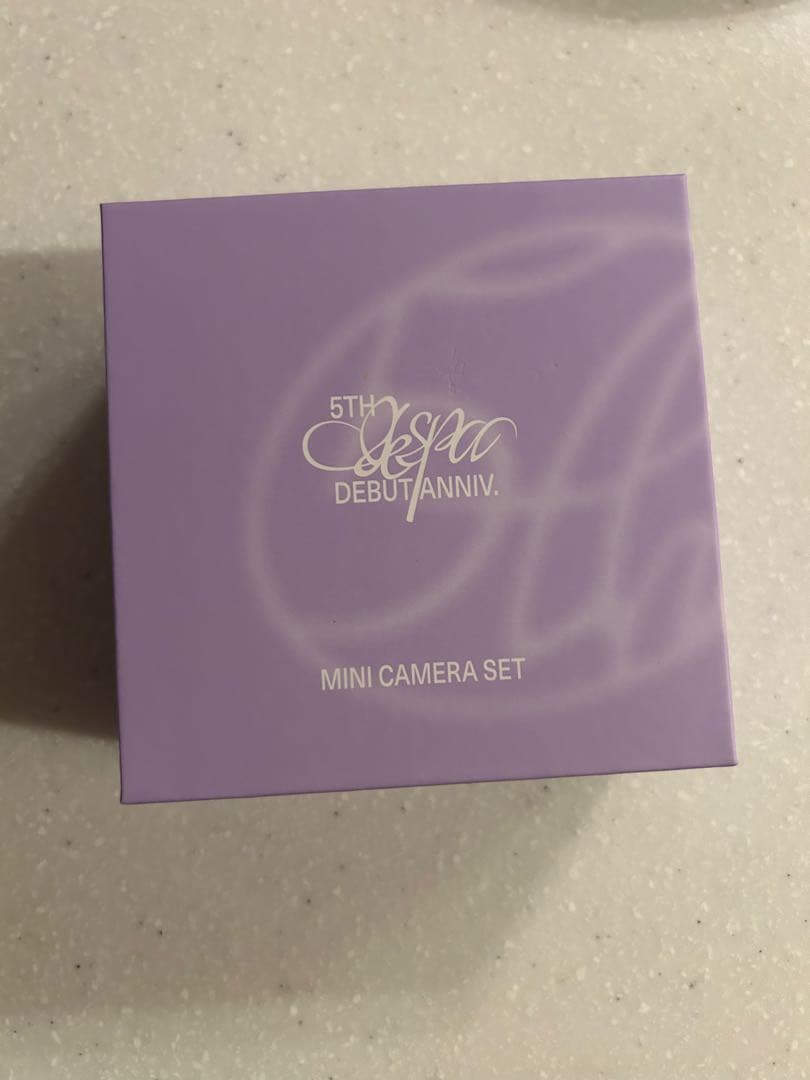 5TH
aespa
DEBUT ANNIV.
MINI CAMERA SET